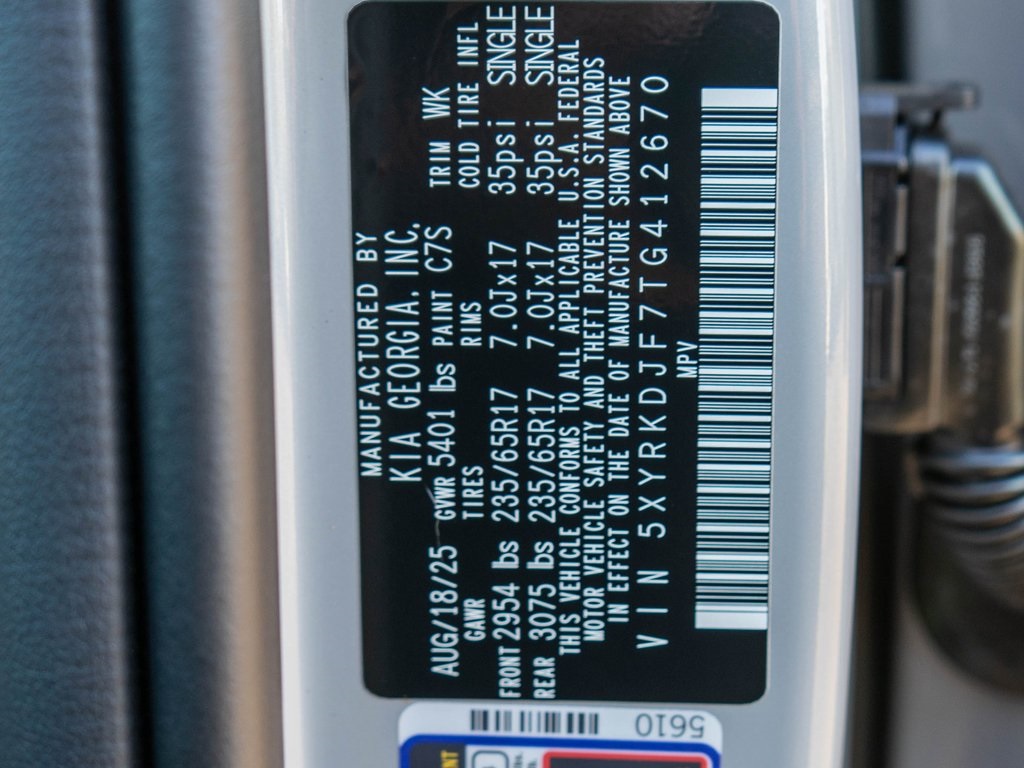 MANUFACTURED BY
KIA GEORGIA. INC.
AUG/18/25 GVWR 5401 lbs PAINT C7S TRIM WK
GAWR TIRES RIMS COLD TIRE INFL
FRONT 2954 lbs 235/65R17 7.0Jx17 35psi SINGLE
REAR 3075 lbs 235/65R17 7.0Jx17 35psi SINGLE
THIS VEHICLE CONFORMS TO ALL APPLICABLE U.S.A. FEDERAL
MOTOR VEHICLE SAFETY AND THEFT PREVENTION STANDARDS
IN EFFECT ON THE DATE OF MANUFACTURE SHOWN ABOVE
VIN 5XYRKDJF7TG412670
MPV
5610